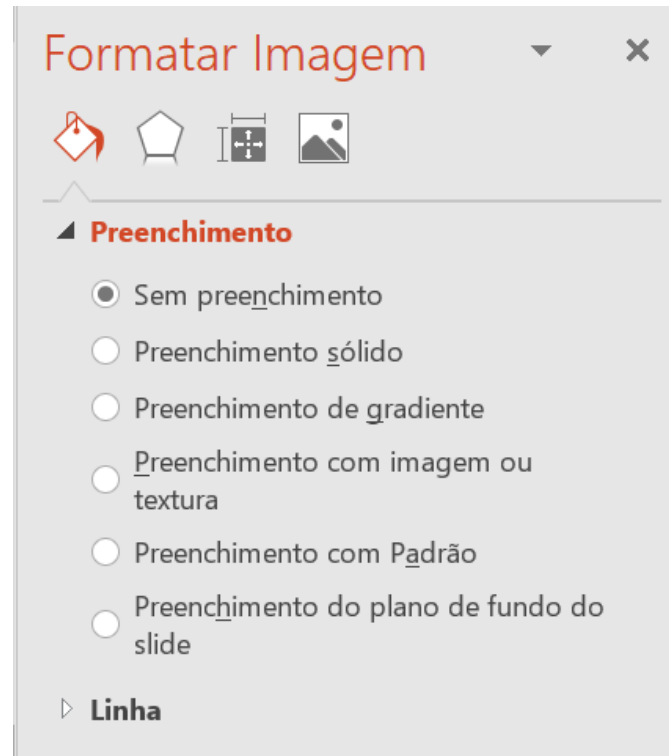 Formatar Imagem
Preenchimento
Sem preenchimento
Preenchimento sólido
Preenchimento de gradiente
Preenchimento com imagem ou
textura
Preenchimento com Padrão
Preenchimento do plano de fundo do
slide
Linha